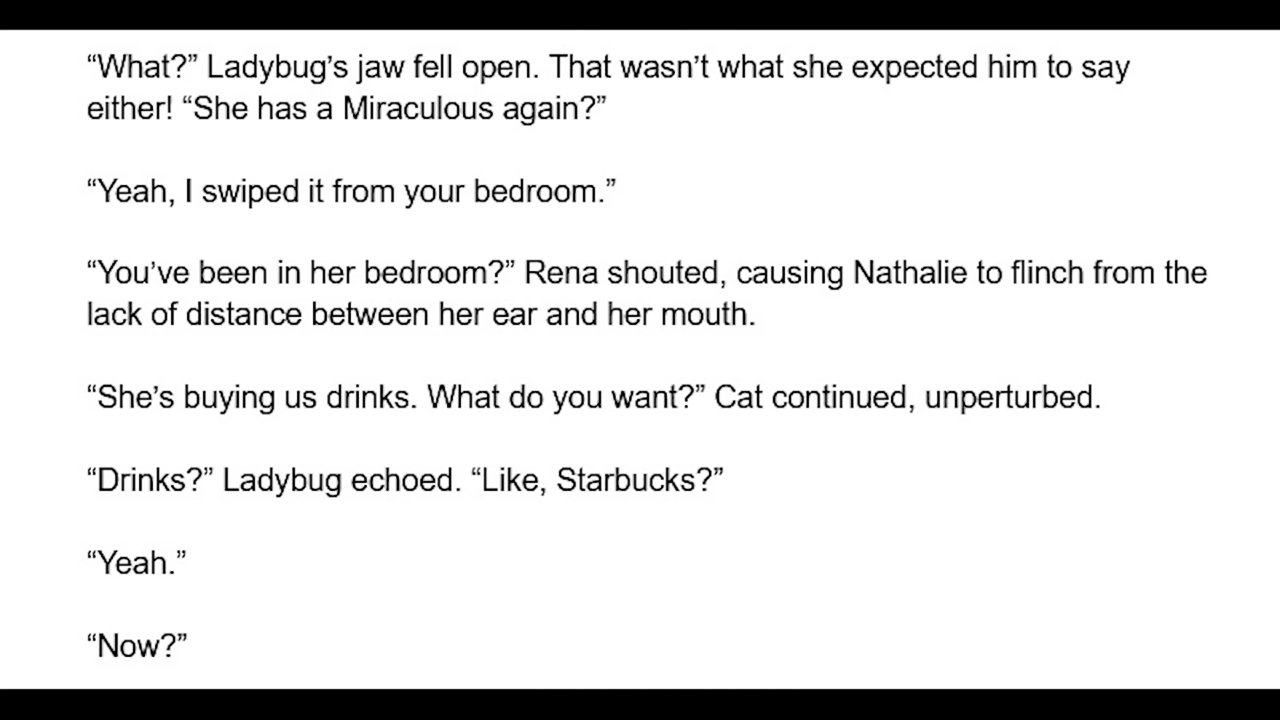 “What?” Ladybug’s jaw fell open. That wasn’t what she expected him to say
either! “She has a Miraculous again?”
“Yeah, I swiped it from your bedroom.”
“You’ve been in her bedroom?” Rena shouted, causing Nathalie to flinch from the
lack of distance between her ear and her mouth.
“She’s buying us drinks. What do you want?” Cat continued, unperturbed.
“Drinks?” Ladybug echoed. “Like, Starbucks?”
“Yeah.”
“Now?”